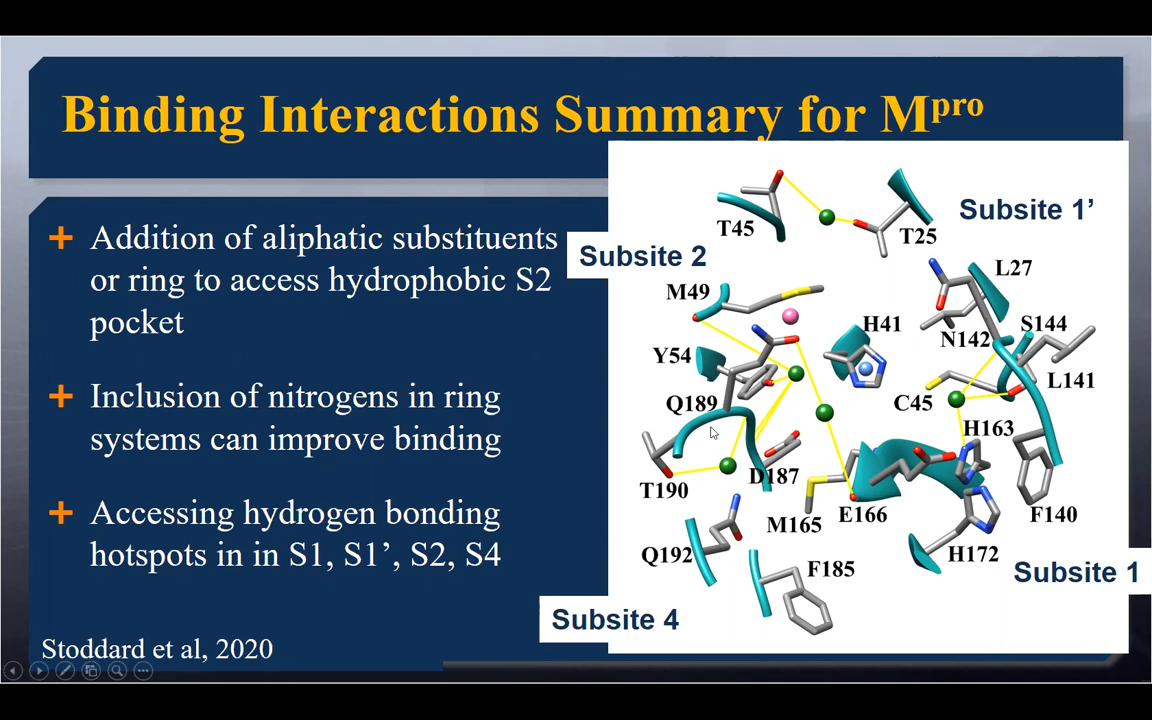 Binding Interactions Summary for Mᵖʳᵒ
Addition of aliphatic substituents
or ring to access hydrophobic S2
pocket
Inclusion of nitrogens in ring
systems can improve binding
Accessing hydrogen bonding
hotspots in in S1, S1’, S2, S4
Stoddard et al, 2020
Subsite 1’
T45
T25
Subsite 2
L27
M49
H41
S144
N142
Y54
L141
Q189
C45
H163
D187
T190
M165
E166
F140
Q192
H172
F185
Subsite 1
Subsite 4